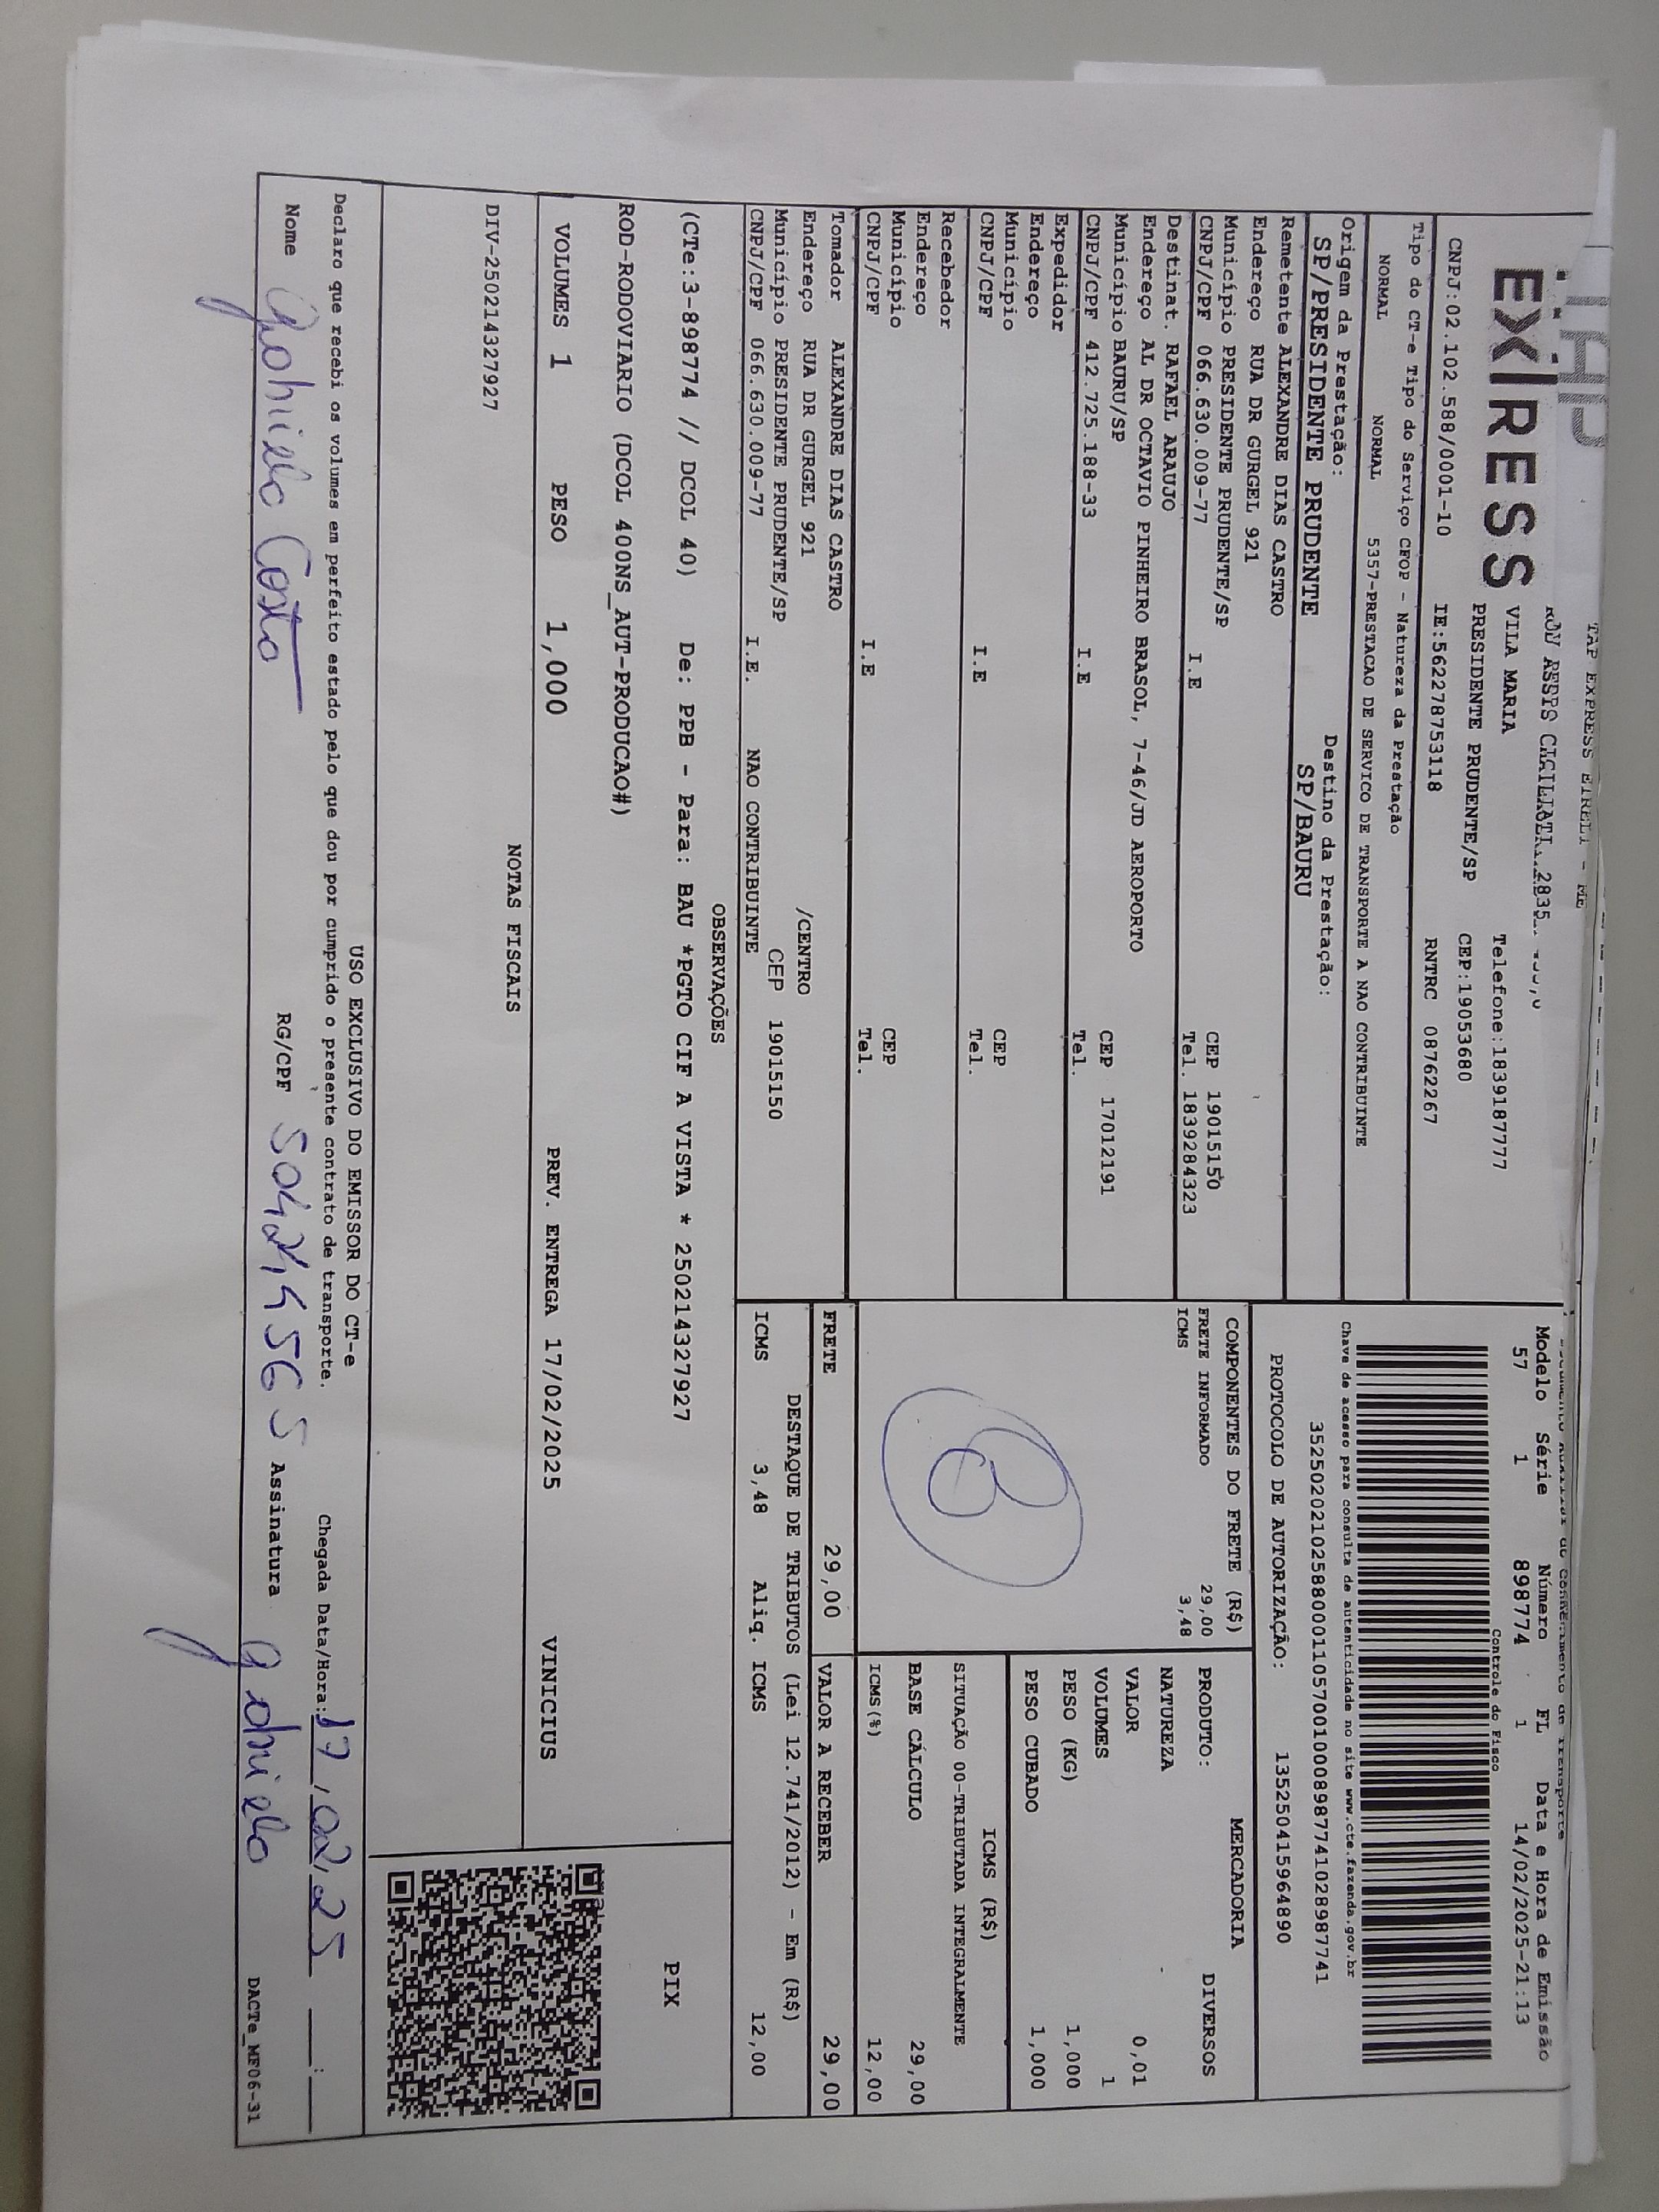 TAP EXPRESS EIRELI - ME
EXPRESS
VILA MARIA
Telefone:1839187777
PRESIDENTE PRUDENTE/SP CEP:19053680
CNPJ:02.102.588/0001-10 IE:562278753118 RNTRC 08762267
Tipo do CT-e Tipo do Serviço CFOP - Natureza da Prestação
NORMAL NORMAL 5357-PRESTACAO DE SERVICO DE TRANSPORTE A NAO CONTRIBUINTE
Origem da Prestação: Destino da Prestação:
SP/PRESIDENTE PRUDENTE SP/BAURU
Remetente ALEXANDRE DIAS CASTRO
Endereço RUA DR GURGEL 921
Município PRESIDENTE PRUDENTE/SP CEP 19015150
CNPJ/CPF 066.630.009-77 I.E Tel. 1839284323
Destinat. RAFAEL ARAUJO
Endereço AL DR OCTAVIO PINHEIRO BRASOL, 7-46/JD AEROPORTO
Município BAURU/SP CEP 17012191
CNPJ/CPF 412.725.188-33 I.E Tel.
Expedidor
Endereço
Município CEP
CNPJ/CPF I.E Tel.
Recebedor
Endereço
Município CEP
CNPJ/CPF I.E Tel.
Tomador ALEXANDRE DIAS CASTRO
Endereço RUA DR GURGEL 921 /CENTRO
Município PRESIDENTE PRUDENTE/SP CEP 19015150
CNPJ/CPF 066.630.009-77 I.E. NAO CONTRIBUINTE
Modelo Série Número FL Data e Hora de Emissão
57 1 898774 1 14/02/2025-21:13
Controle do Fisco
Chave de acesso para consulta de autenticidade no site www.cte.fazenda.gov.br
35250202102588000110570010008987741028987741
PROTOCOLO DE AUTORIZAÇÃO: 135250415964890
COMPONENTES DO FRETE (R$)
FRETE INFORMADO 29,00
ICMS 3,48
MERCADORIA
PRODUTO: DIVERSOS
NATUREZA
VALOR 0,01
VOLUMES 1
PESO (KG) 1,000
PESO CUBADO 1,000
ICMS (R$)
SITUAÇÃO 00-TRIBUTADA INTEGRALMENTE
BASE CÁLCULO 29,00
ICMS(%) 12,00
FRETE 29,00 VALOR A RECEBER 29,00
DESTAQUE DE TRIBUTOS (Lei 12.741/2012) - Em (R$)
ICMS 3,48 Aliq. ICMS 12,00
OBSERVAÇÕES
(CTe:3-898774 // DCOL 40) De: PPB - Para: BAU *PGTO CIF A VISTA * 250214327927
ROD-RODOVIARIO (DCOL 400NS_AUT-PRODUCAO#)
PIX
VOLUMES 1 PESO 1,000 PREV. ENTREGA 17/02/2025 VINICIUS
NOTAS FISCAIS
DIV-250214327927
USO EXCLUSIVO DO EMISSOR DO CT-e
Declaro que recebi os volumes em perfeito estado pelo que dou por cumprido o presente contrato de transporte. Chegada Data/Hora: 17,02,25 :
Nome Gabriela Costa RG/CPF Assinatura Gabriela
DACTe_MF06-31